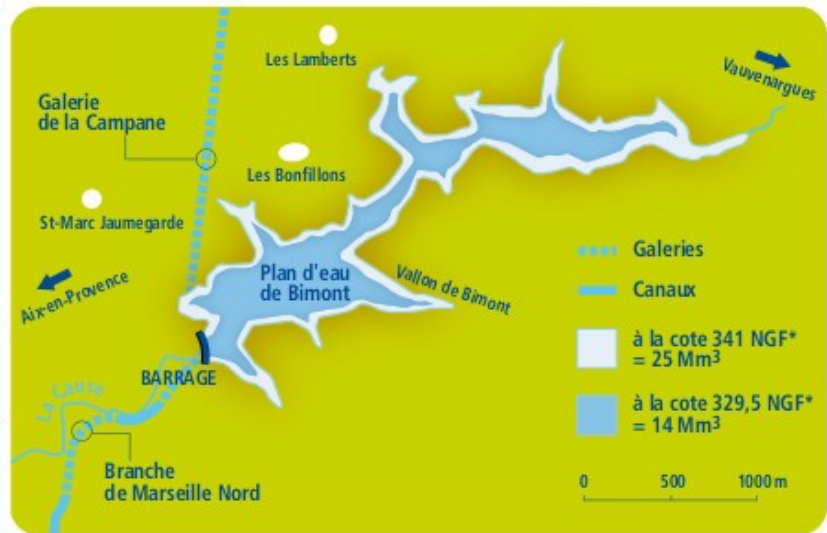 Les Lamberts
Vauvenargues
Galerie
de la Campane
Les Bonfillons
St-Marc Jaumegarde
Aix-en-Provence
Plan d'eau
de Bimont
Vallon de Bimont
Galeries
Canaux
à la cote 341 NGF*
= 25 Mm³
BARRAGE
à la cote 329,5 NGF*
= 14 Mm³
La Cause
Branche
de Marseille Nord
0 500 1000 m